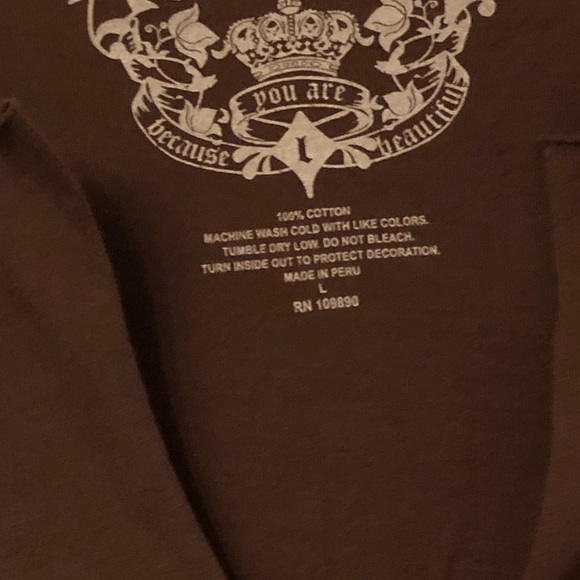 you are
because
beautiful
L
100% COTTON
MACHINE WASH COLD WITH LIKE COLORS.
TUMBLE DRY LOW. DO NOT BLEACH.
TURN INSIDE OUT TO PROTECT DECORATION.
MADE IN PERU
L
RN 109890